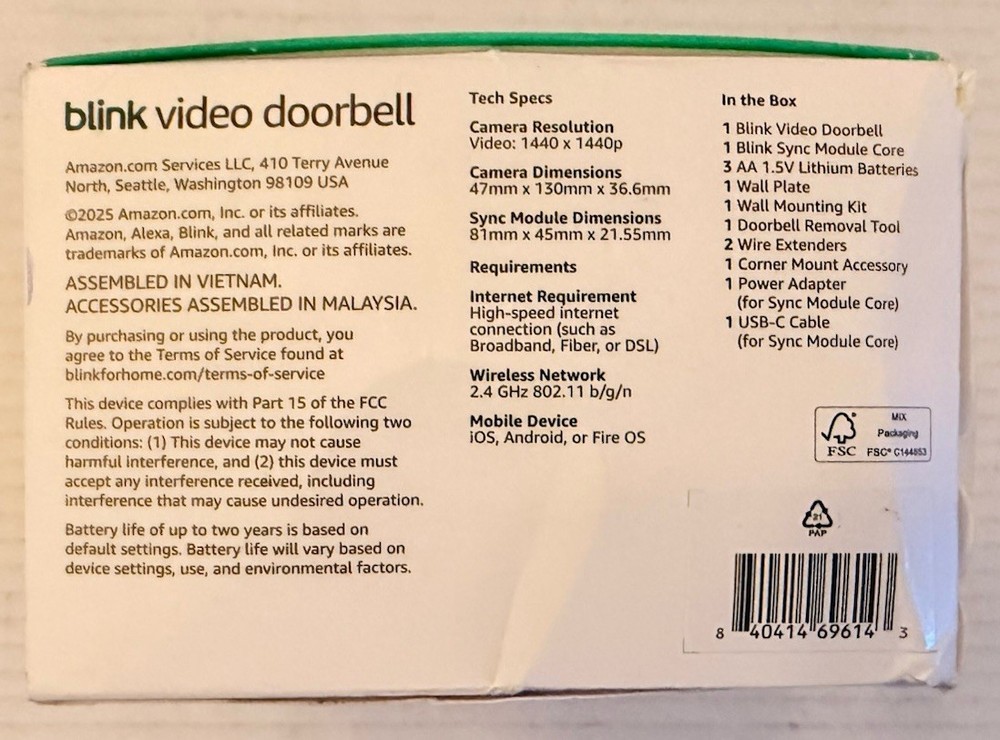 blink video doorbell
Amazon.com Services LLC, 410 Terry Avenue
North, Seattle, Washington 98109 USA
©2025 Amazon.com, Inc. or its affiliates.
Amazon, Alexa, Blink, and all related marks are
trademarks of Amazon.com, Inc. or its affiliates.
ASSEMBLED IN VIETNAM.
ACCESSORIES ASSEMBLED IN MALAYSIA.
By purchasing or using the product, you
agree to the Terms of Service found at
blinkforhome.com/terms-of-service
This device complies with Part 15 of the FCC
Rules. Operation is subject to the following two
conditions: (1) This device may not cause
harmful interference, and (2) this device must
accept any interference received, including
interference that may cause undesired operation.
Battery life of up to two years is based on
default settings. Battery life will vary based on
device settings, use, and environmental factors.
Tech Specs
Camera Resolution
Video: 1440 x 1440p
Camera Dimensions
47mm x 130mm x 36.6mm
Sync Module Dimensions
81mm x 45mm x 21.55mm
Requirements
Internet Requirement
High-speed internet
connection (such as
Broadband, Fiber, or DSL)
Wireless Network
2.4 GHz 802.11 b/g/n
Mobile Device
iOS, Android, or Fire OS
In the Box
1 Blink Video Doorbell
1 Blink Sync Module Core
3 AA 1.5V Lithium Batteries
1 Wall Plate
1 Wall Mounting Kit
1 Doorbell Removal Tool
2 Wire Extenders
1 Corner Mount Accessory
1 Power Adapter
(for Sync Module Core)
1 USB-C Cable
(for Sync Module Core)
FSC
MIX
Packaging
FSC® C144853
21
PAP
8 40414 69614 3